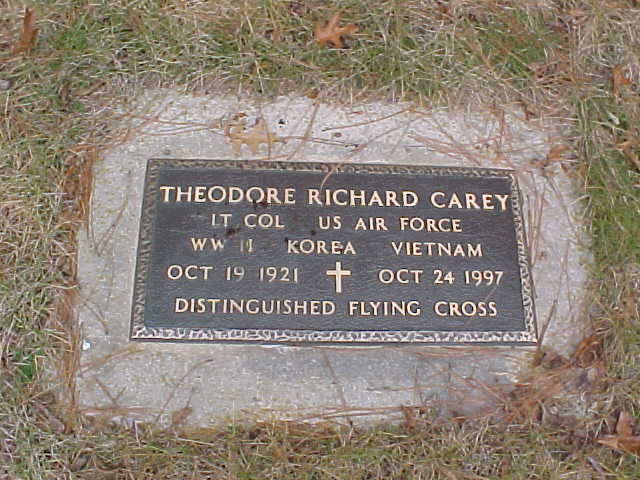 THEODORE RICHARD CAREY
LT COL US AIR FORCE
WW II KOREA VIETNAM
OCT 19 1921 OCT 24 1997
DISTINGUISHED FLYING CROSS